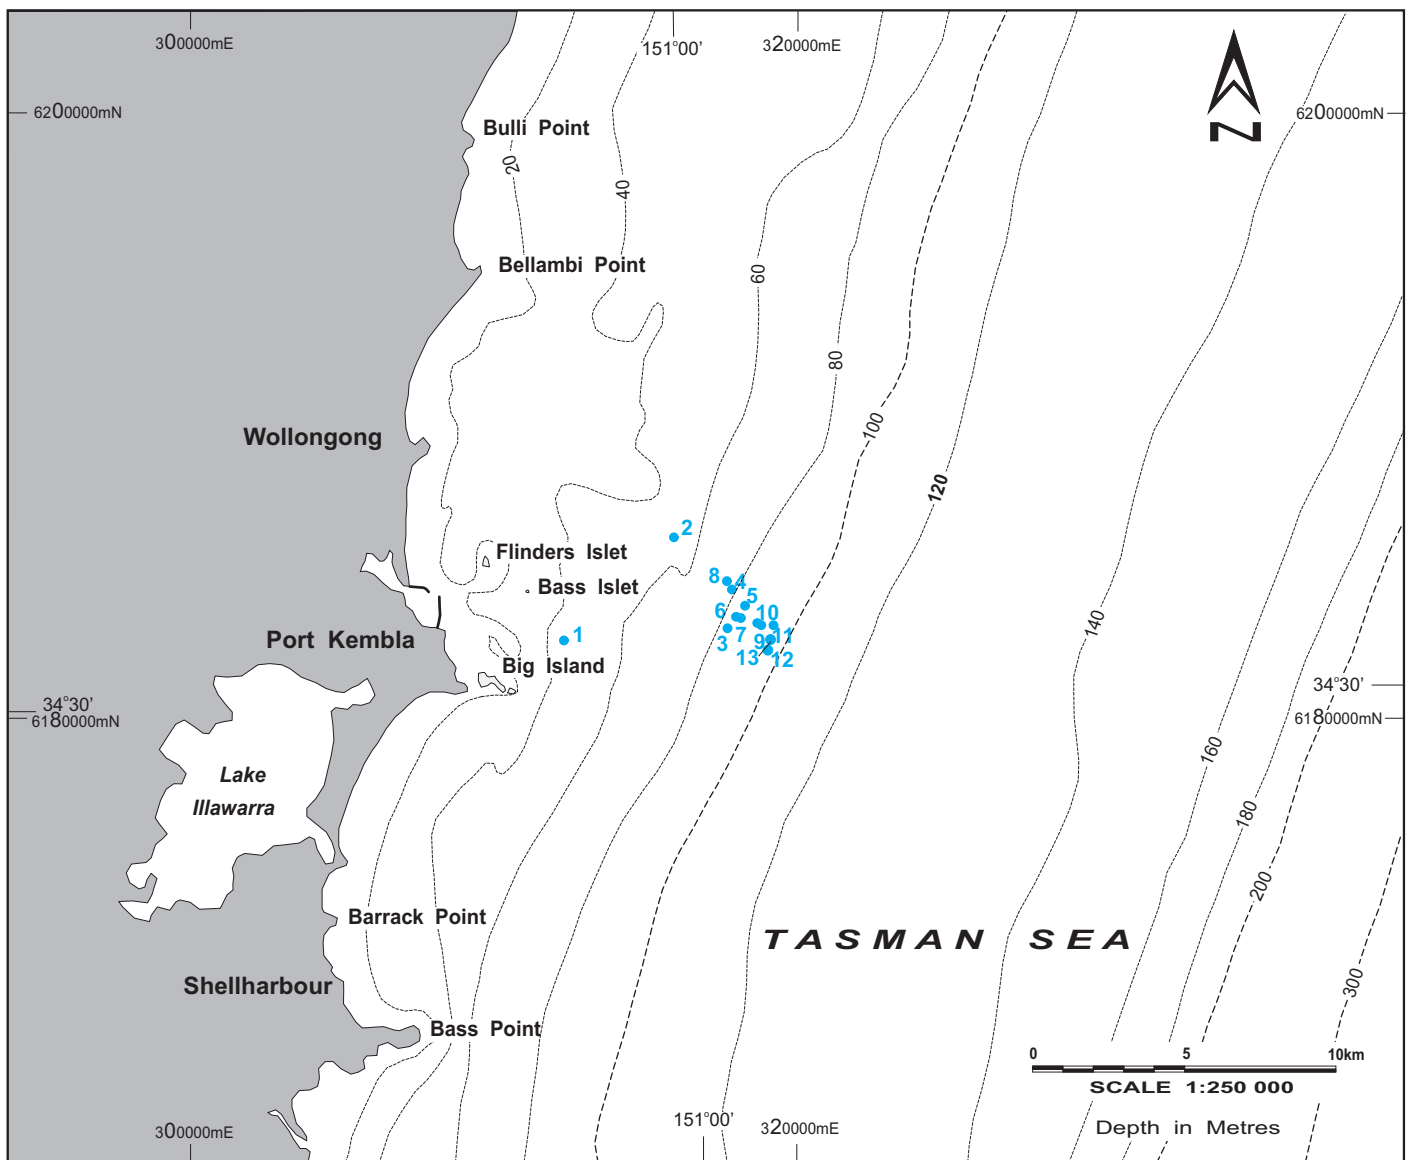 300000mE
151°00'
320000mE
6200000mN
6200000mN
N
Bulli Point
20
40
Bellambi Point
60
80
100
Wollongong
120
2
Flinders Islet
8
4
Bass Islet
5
6
10
140
Port Kembla
1
3
7
9
11
13
12
Big Island
34°30'
34°30'
6180000mN
6180000mN
160
Lake
Illawarra
180
200
Barrack Point
TASMAN SEA
Shellharbour
300
Bass Point
0 5 10km
SCALE 1:250 000
Depth in Metres
300000mE
151°00'
320000mE